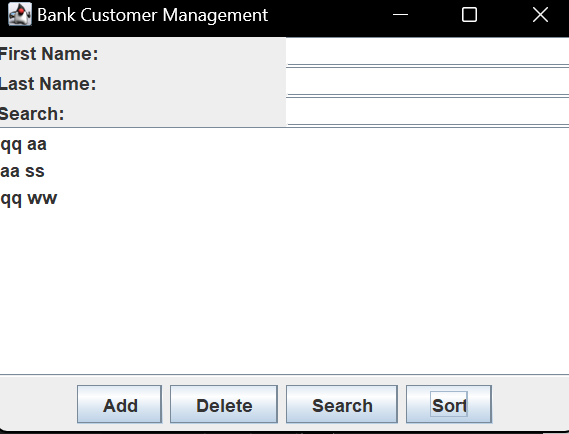 Bank Customer Management
First Name:
Last Name:
Search:
qq aa
aa ss
qq ww
Add Delete Search Sort